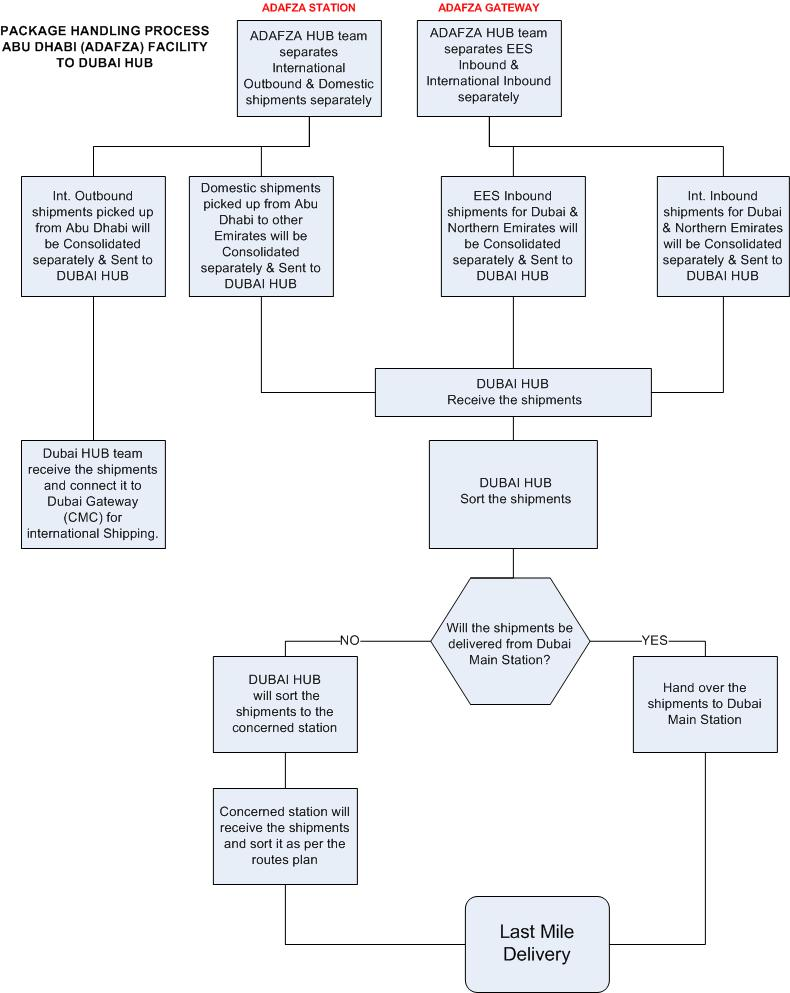 PACKAGE HANDLING PROCESS
ABU DHABI (ADAFZA) FACILITY
TO DUBAI HUB
ADAFZA STATION
ADAFZA GATEWAY
ADAFZA HUB team
separates
International
Outbound & Domestic
shipments separately
ADAFZA HUB team
separates EES
Inbound &
International Inbound
separately
Int. Outbound
shipments picked up
from Abu Dhabi will
be Consolidated
separately & Sent to
DUBAI HUB
Domestic shipments
picked up from Abu
Dhabi to other
Emirates will be
Consolidated
separately & Sent to
DUBAI HUB
EES Inbound
shipments for Dubai &
Northern Emirates will
be Consolidated
separately & Sent to
DUBAI HUB
Int. Inbound
shipments for Dubai
& Northern Emirates
will be Consolidated
separately & Sent to
DUBAI HUB
DUBAI HUB
Receive the shipments
Dubai HUB team
receive the shipments
and connect it to
Dubai Gateway
(CMC) for
international Shipping.
DUBAI HUB
Sort the shipments
Will the shipments be
delivered from Dubai
Main Station?
NO
YES
DUBAI HUB
will sort the
shipments to the
concerned station
Hand over the
shipments to Dubai
Main Station
Concerned station will
receive the shipments
and sort it as per the
routes plan
Last Mile
Delivery